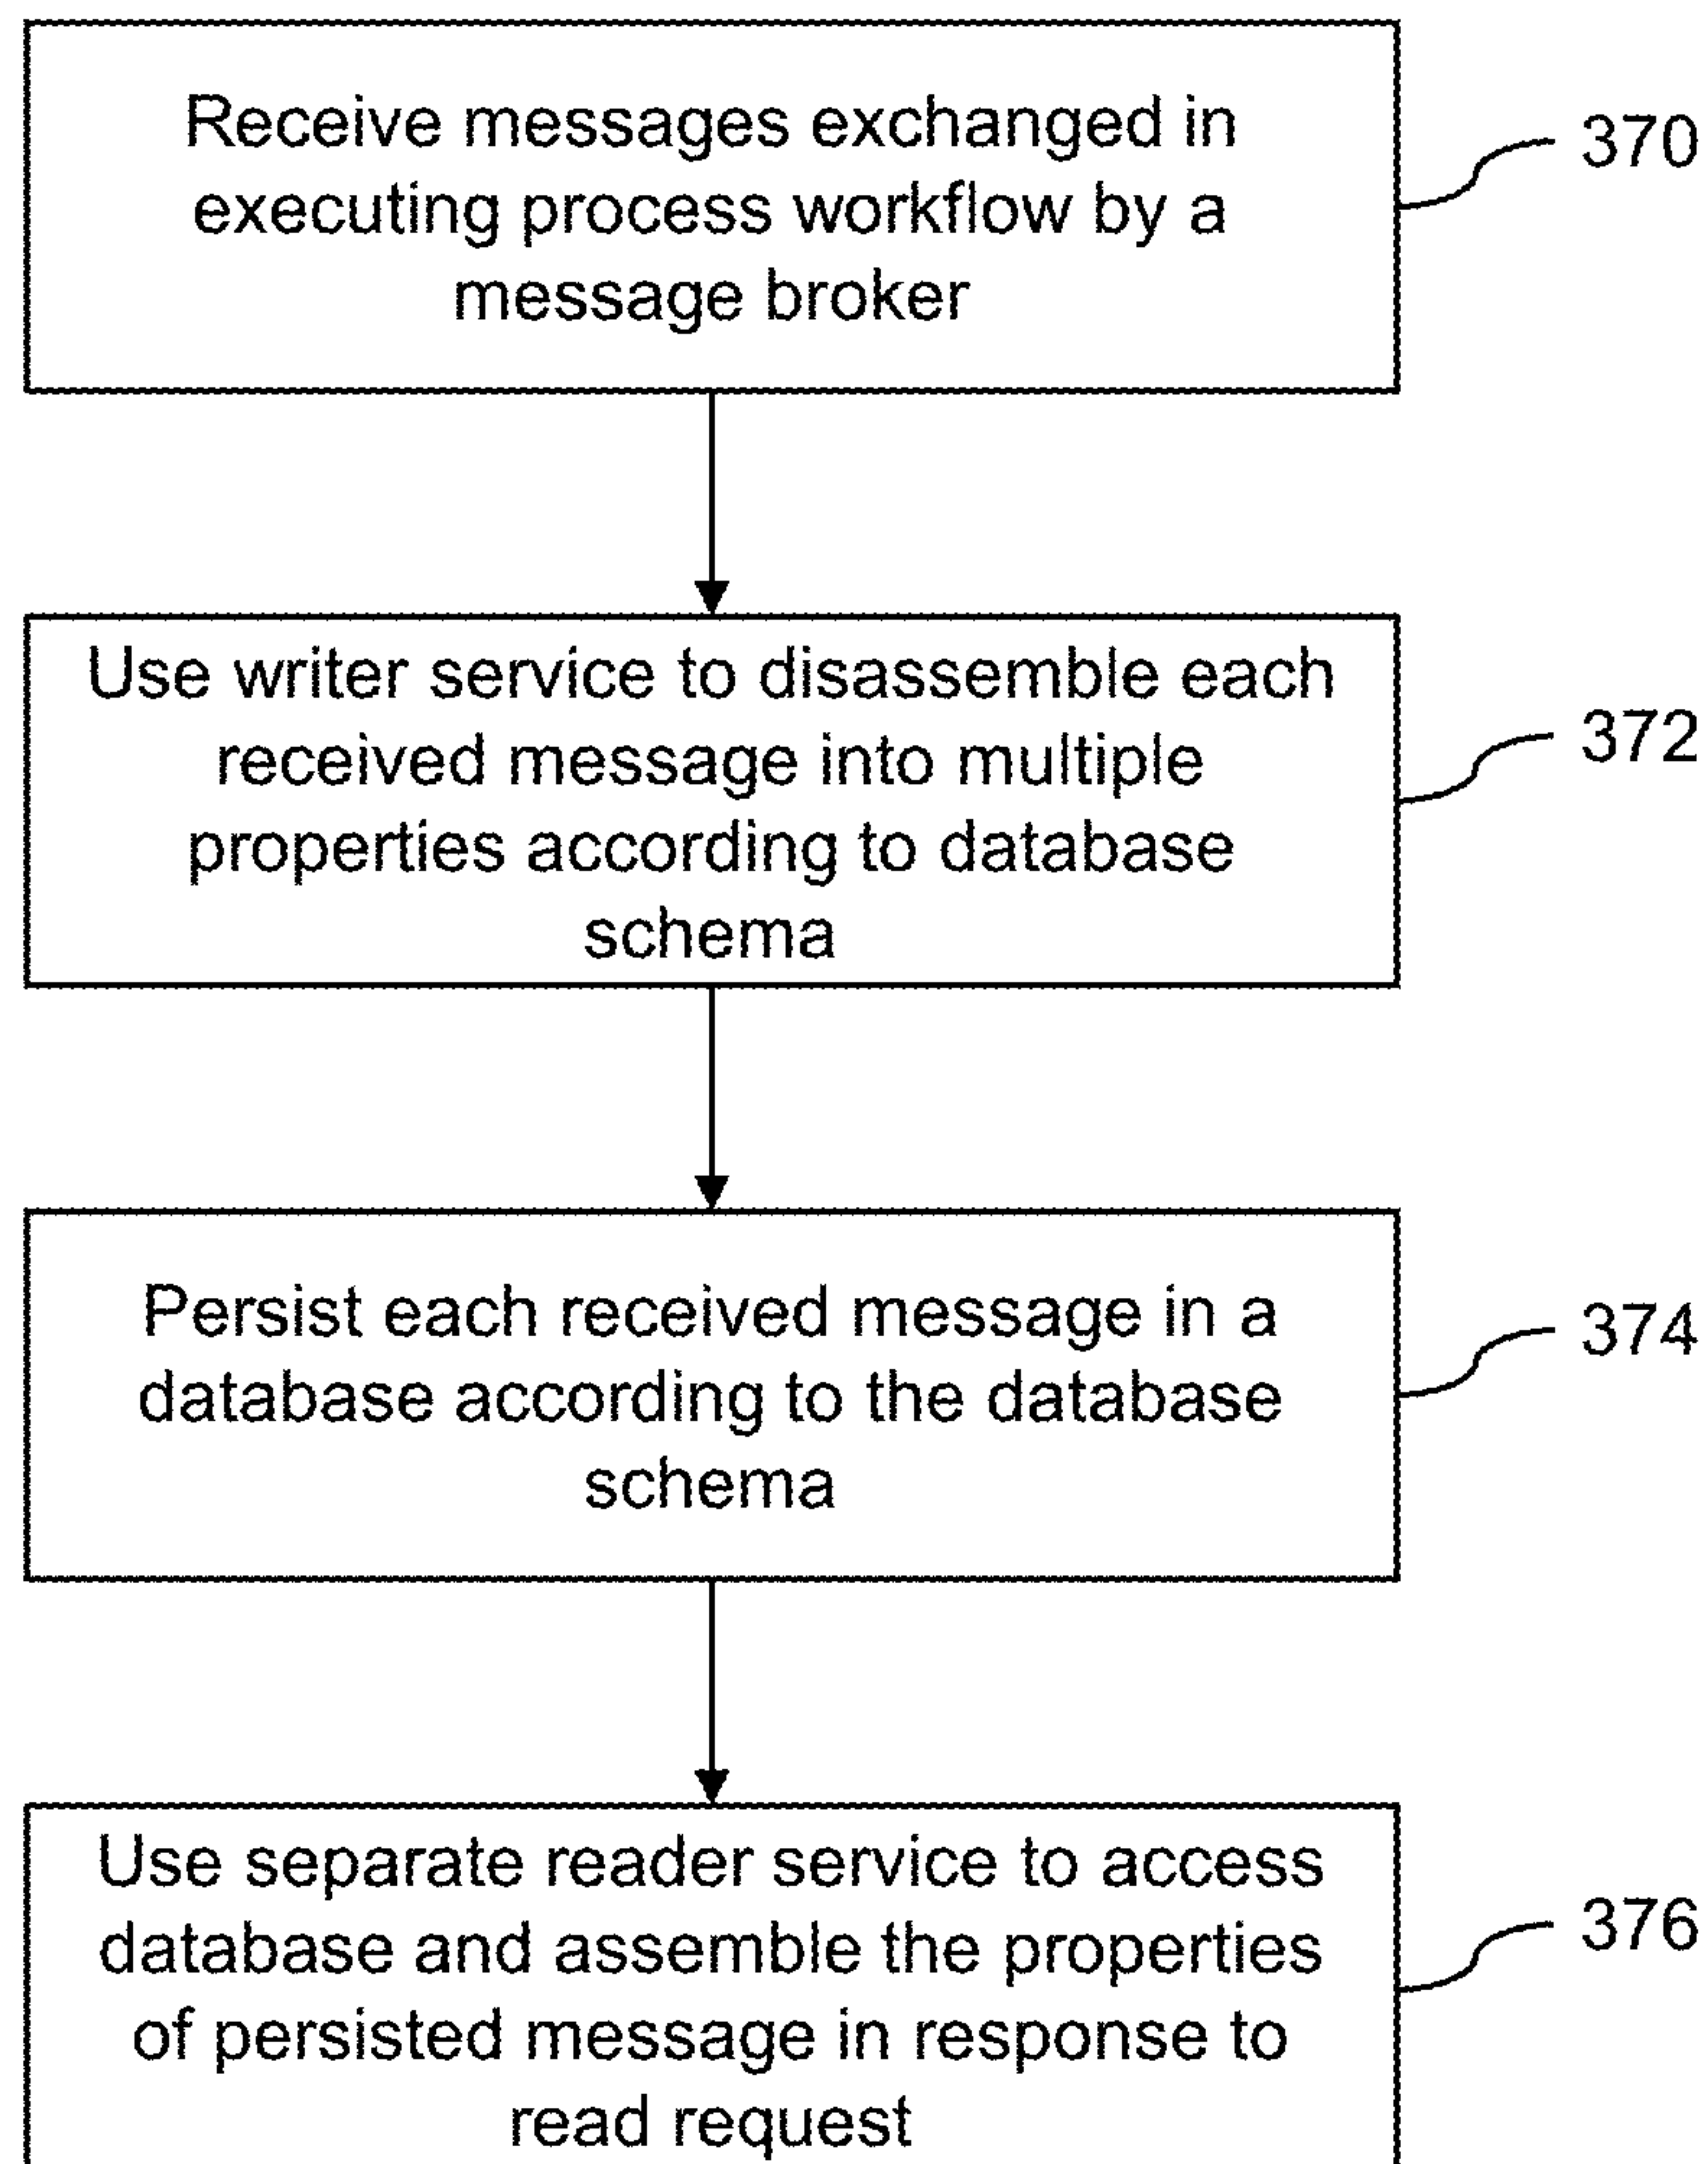 Receive messages exchanged in
executing process workflow by a
message broker
370
Use writer service to disassemble each
received message into multiple
properties according to database
schema
372
Persist each received message in a
database according to the database
schema
374
Use separate reader service to access
database and assemble the properties
of persisted message in response to
read request
376